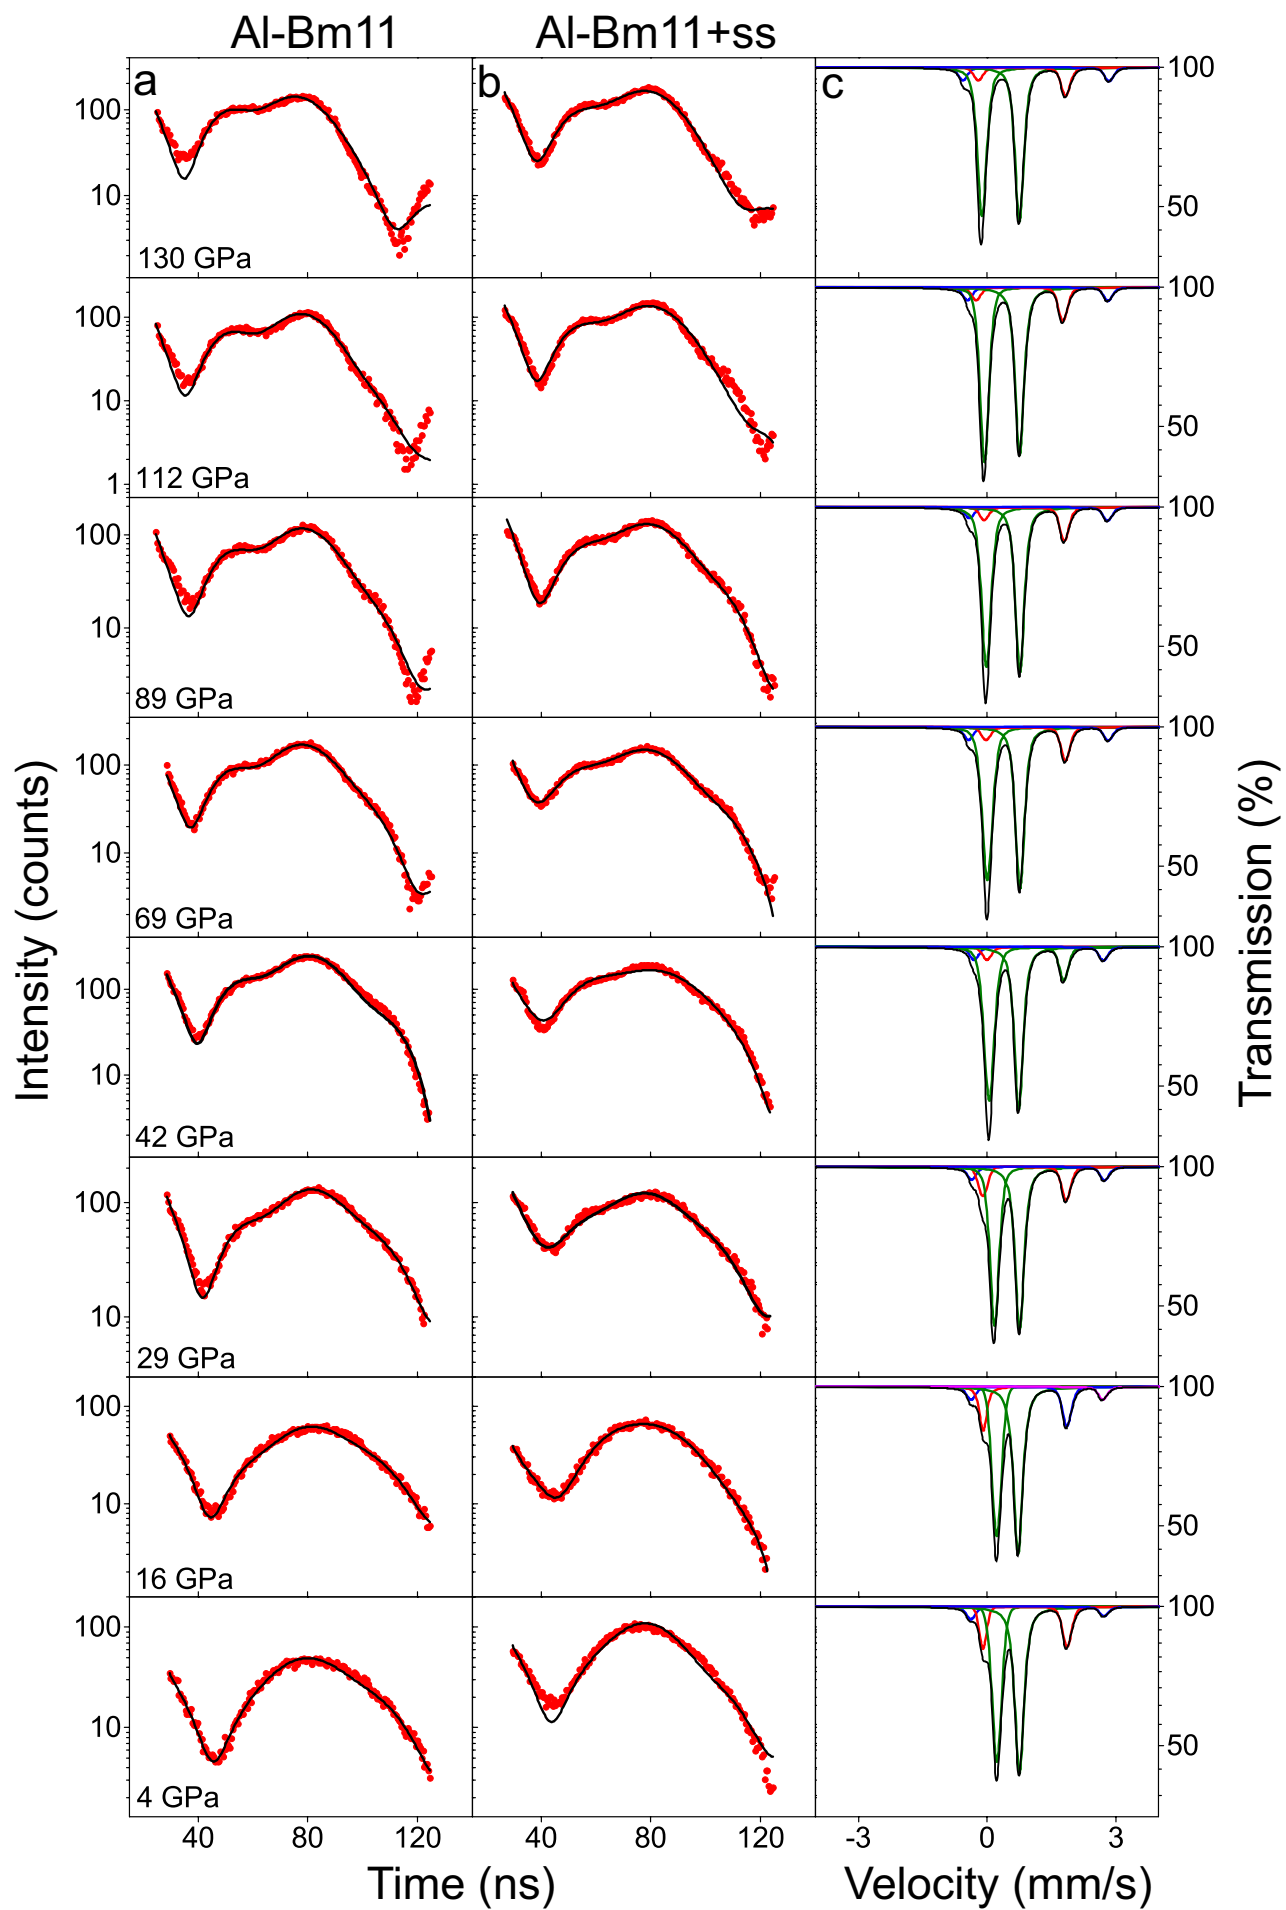 Al-Bm11 Al-Bm11+ss
a b c
100 100
10 50
130 GPa
100 100
10 50
1
112 GPa
100 100
10 50
89 GPa
100 100
10 50
69 GPa
100 100
10 50
42 GPa
100 100
10 50
29 GPa
100 100
10 50
16 GPa
100 100
10 50
4 GPa
40 80 120 40 80 120 -3 0 3
Time (ns) Velocity (mm/s)
Intensity (counts)
Transmission (%)